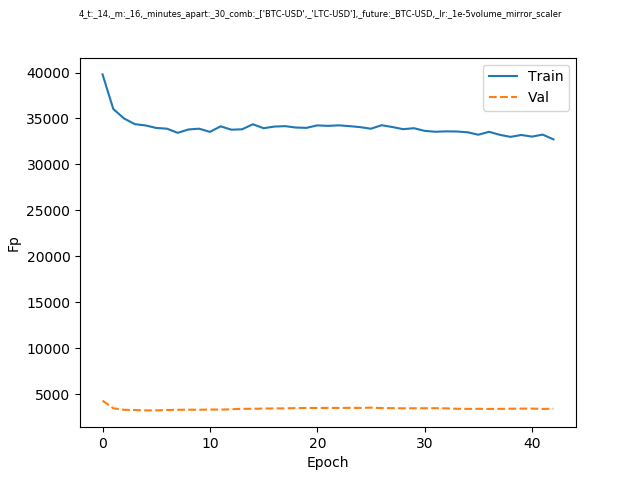 4_t:_14,_m:_16,_minutes_apart:_30_comb:_['BTC-USD',_'LTC-USD'],_future:_BTC-USD,_lr:_1e-5volume_mirror_scaler
Train
Val
40000
35000
30000
25000
20000
15000
10000
5000
Fp
0
10
20
30
40
Epoch